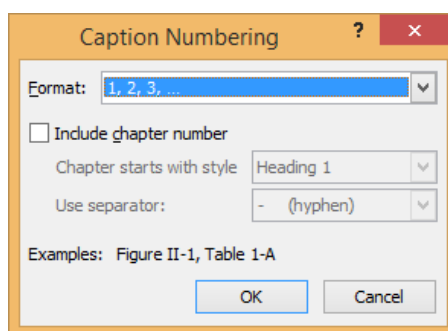 Caption Numbering ? ×
Format: 1, 2, 3, ...
Include chapter number
Chapter starts with style Heading 1
Use separator: - (hyphen)
Examples: Figure II-1, Table 1-A
OK Cancel